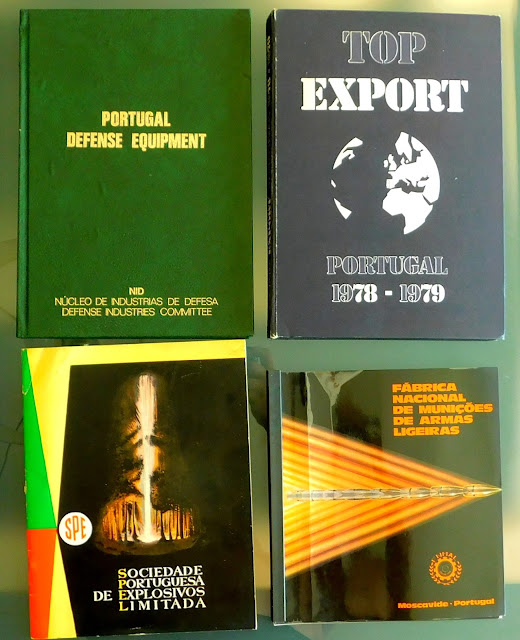 PORTUGAL
DEFENSE EQUIPMENT
NID
NÚCLEO DE INDUSTRIAS DE DEFESA
DEFENSE INDUSTRIES COMMITTEE
TOP
EXPORT
PORTUGAL
1978 - 1979
SPE
SOCIEDADE
PORTUGUESA
DE EXPLOSIVOS
LIMITADA
FÁBRICA
NACIONAL
DE MUNIÇÕES
DE ARMAS
LIGEIRAS
Moscavide · Portugal